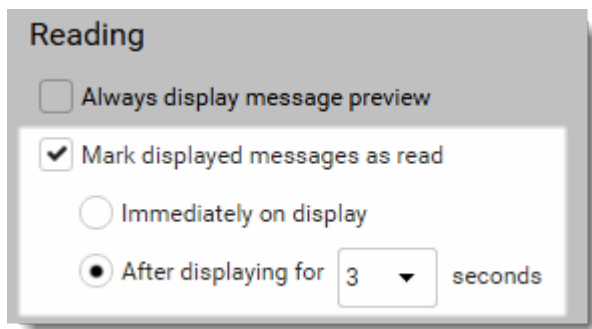 Reading
Always display message preview
Mark displayed messages as read
Immediately on display
After displaying for 3 seconds